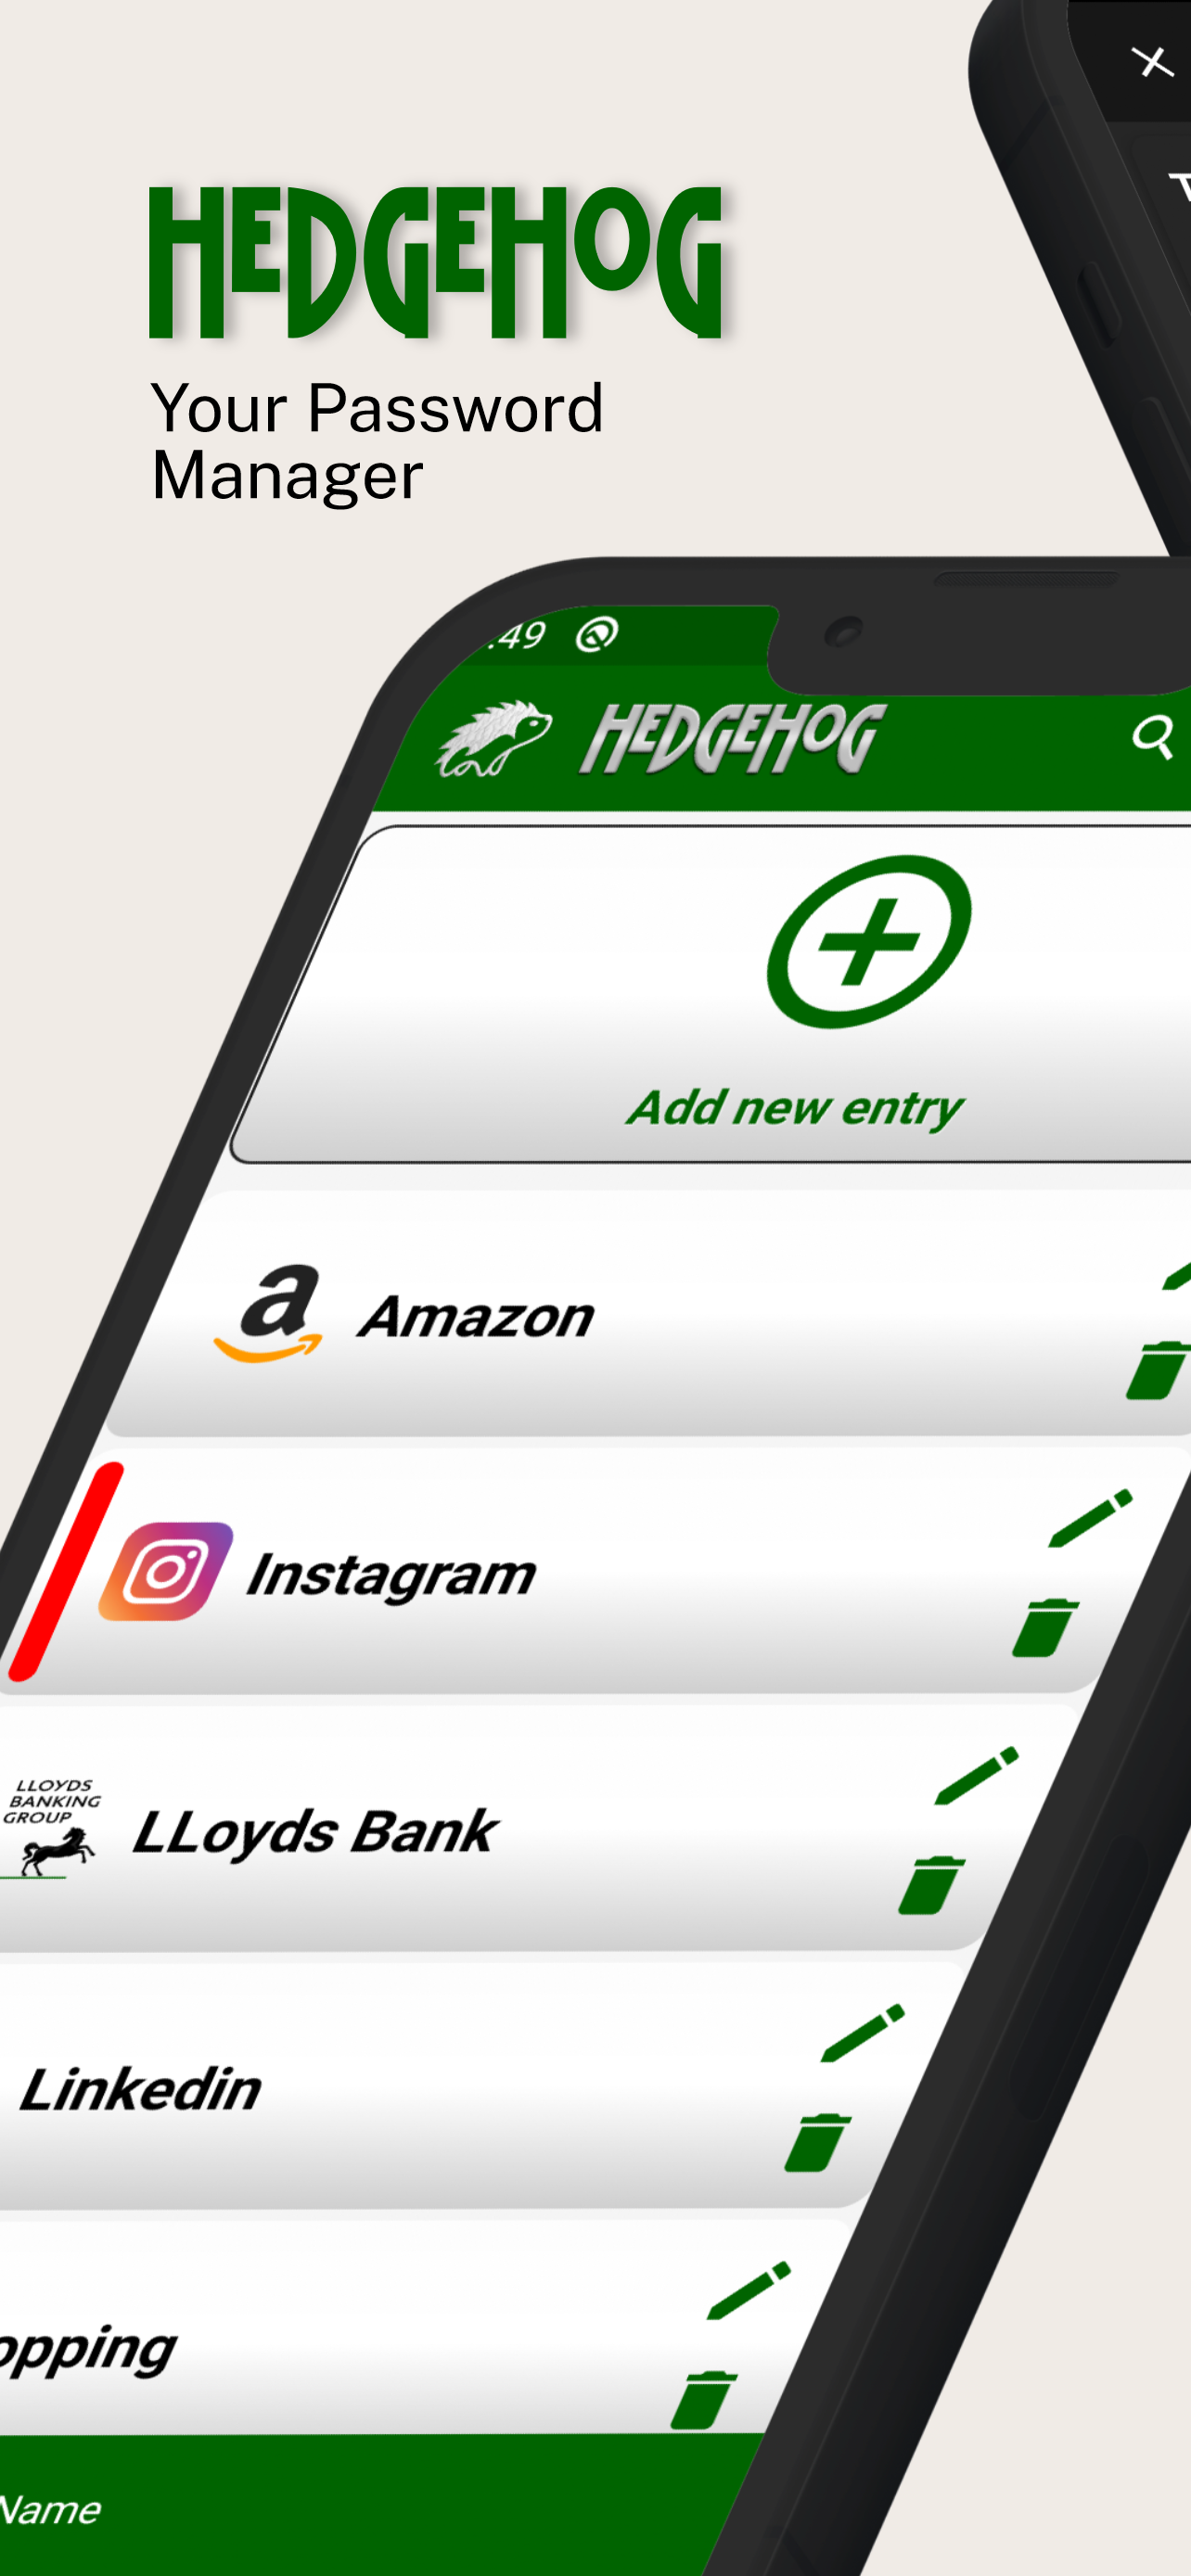 HEDGEHOG
Your Password
Manager
:49
HEDGEHOG
Add new entry
Amazon
Instagram
LLOYDS
BANKING
GROUP
LLoyds Bank
Linkedin
opping
Name